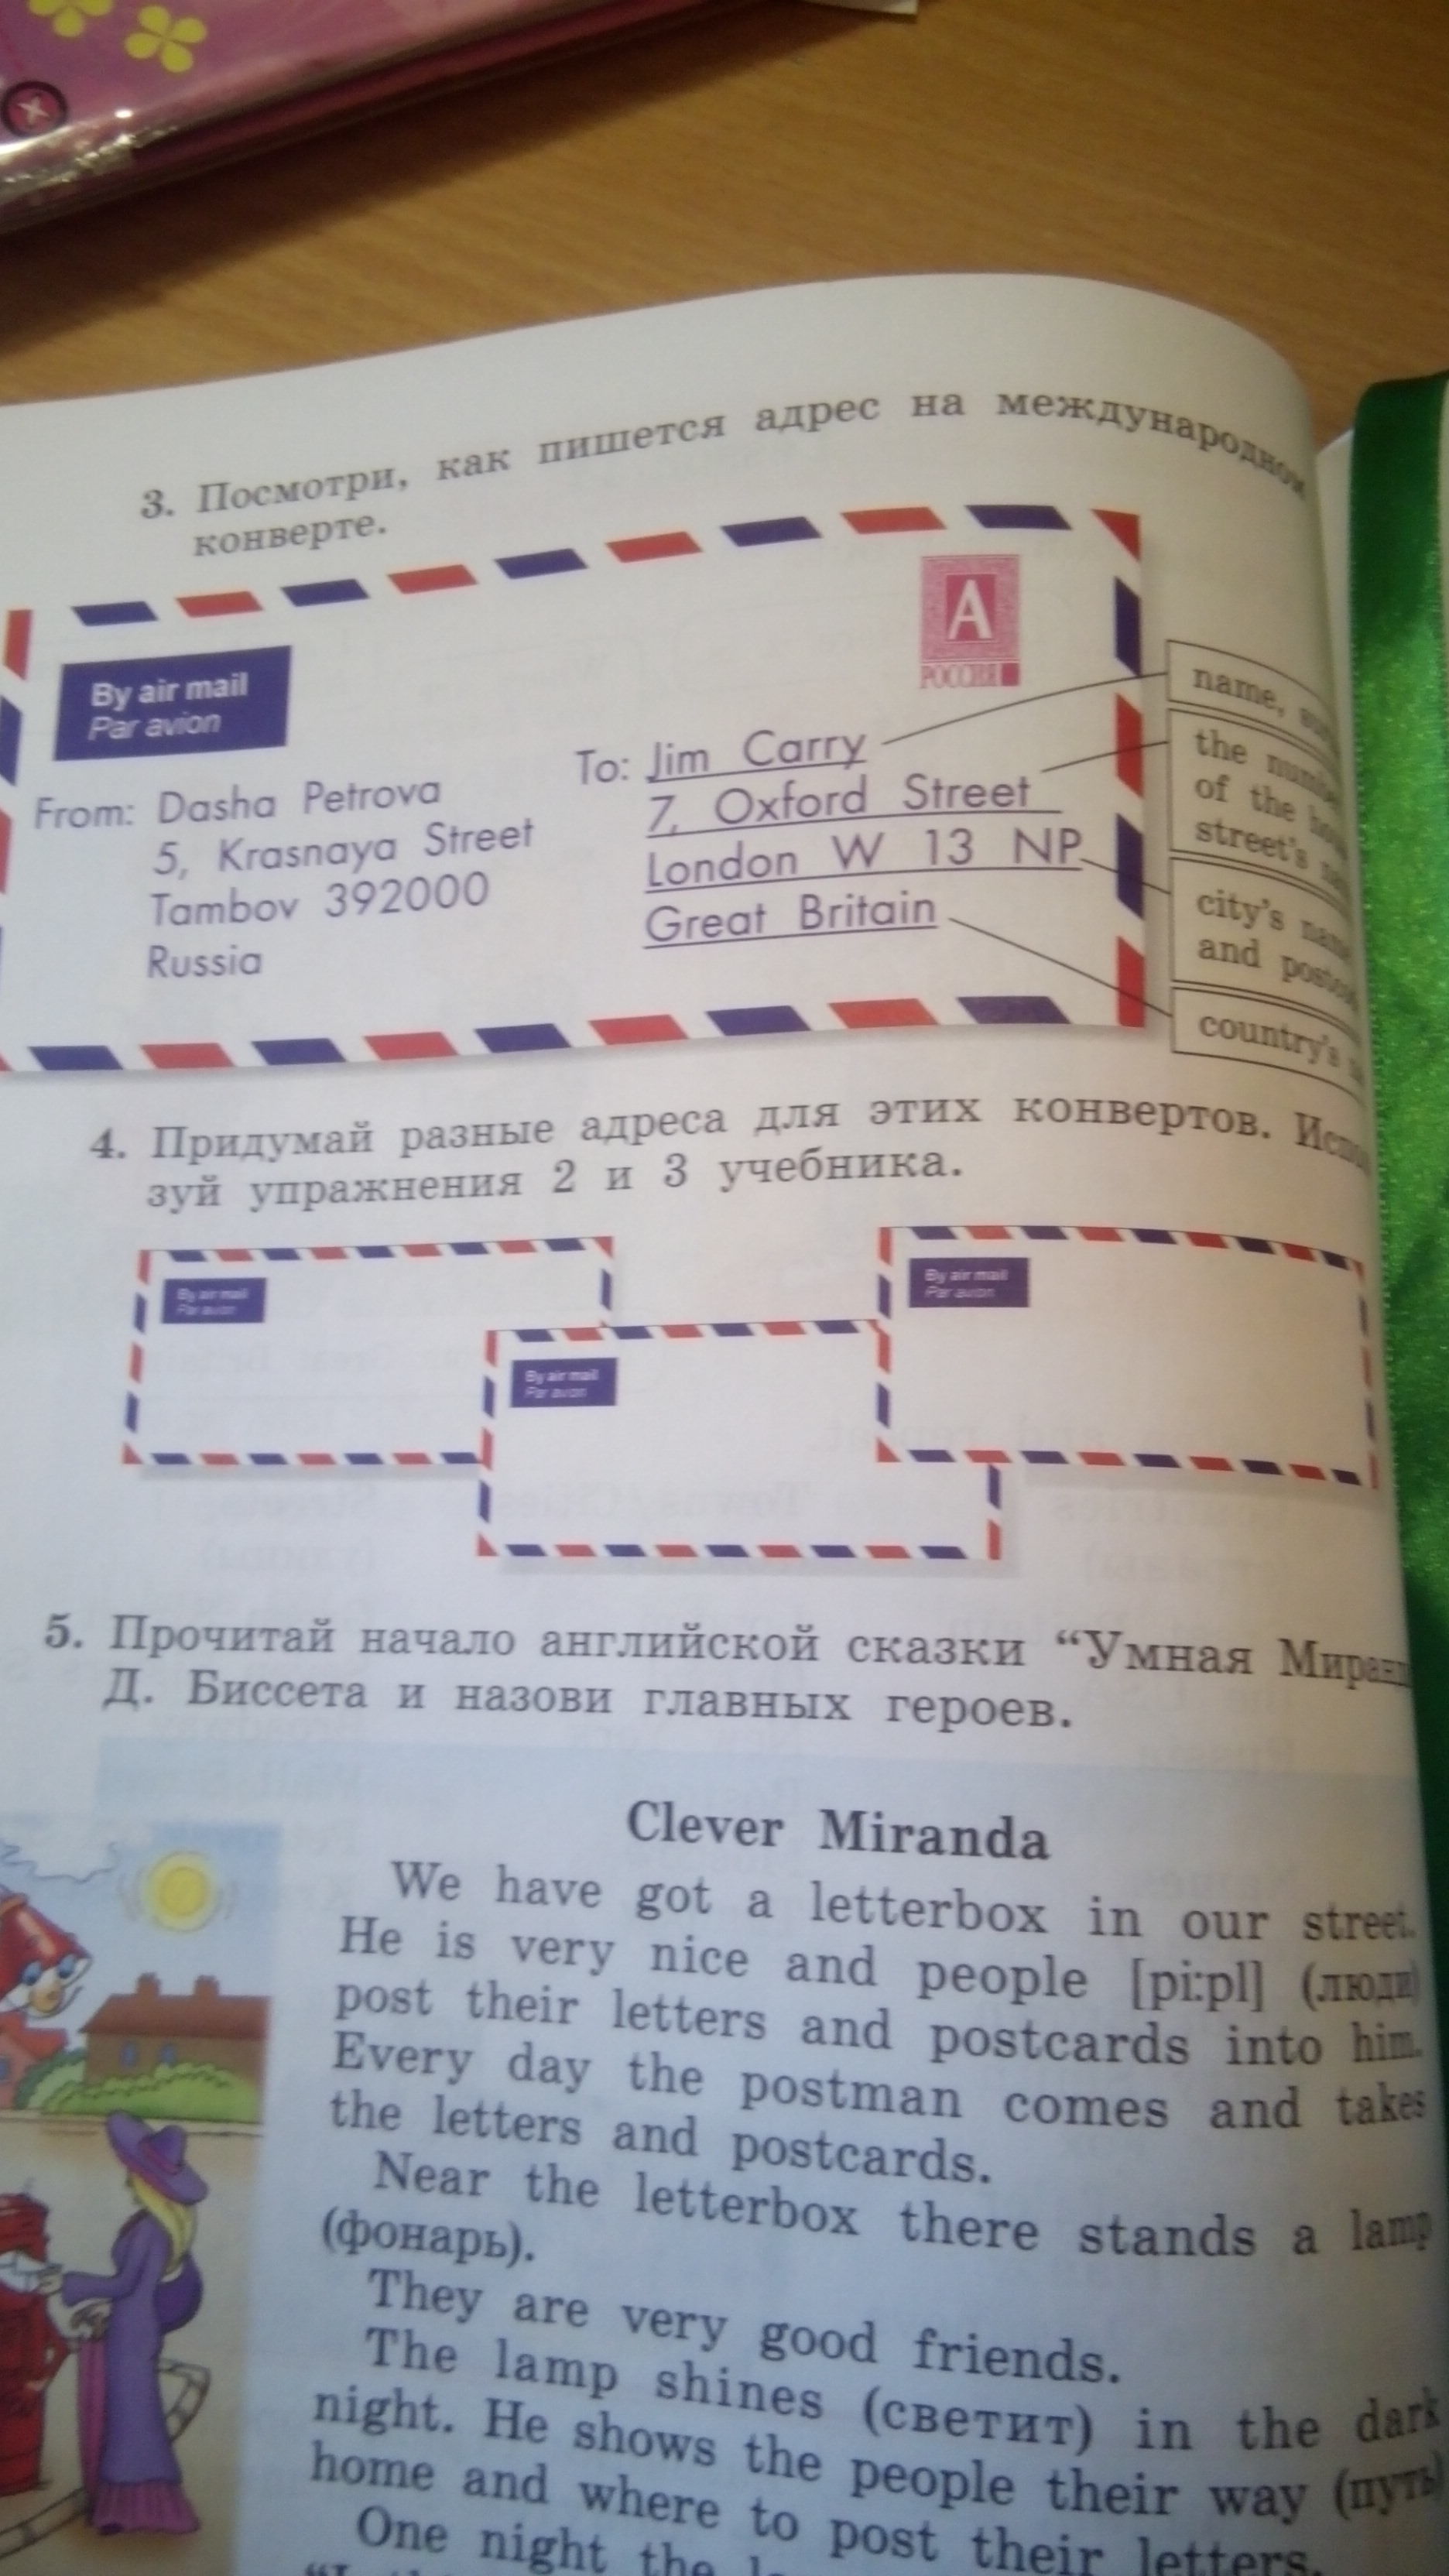 3. Посмотри, как пишется адрес на международном
конверте.
A
РОССИЯ
By air mail
Par avion
From: Dasha Petrova
5, Krasnaya Street
Tambov 392000
Russia
To: Jim Carry
7, Oxford Street
London W 13 NP
Great Britain
name,
the
of the
street's
city's
and
country's
4. Придумай разные адреса для этих конвертов.
зуй упражнения 2 и 3 учебника.
By air mail
Par avion
By air mail
Par avion
By air mail
Par avion
5. Прочитай начало английской сказки “Умная
Д. Биссета и назови главных героев.
Clever Miranda
We have got a letterbox in our street.
He is very nice and people [pi:pl] (люди)
post their letters and postcards into him.
Every day the postman comes and takes
the letters and postcards.
Near the letterbox there stands a lamp
(фонарь).
They are very good friends.
The lamp shines (светит) in the dark
night. He shows the people their way (путь)
home and where to post their letters.
One night the